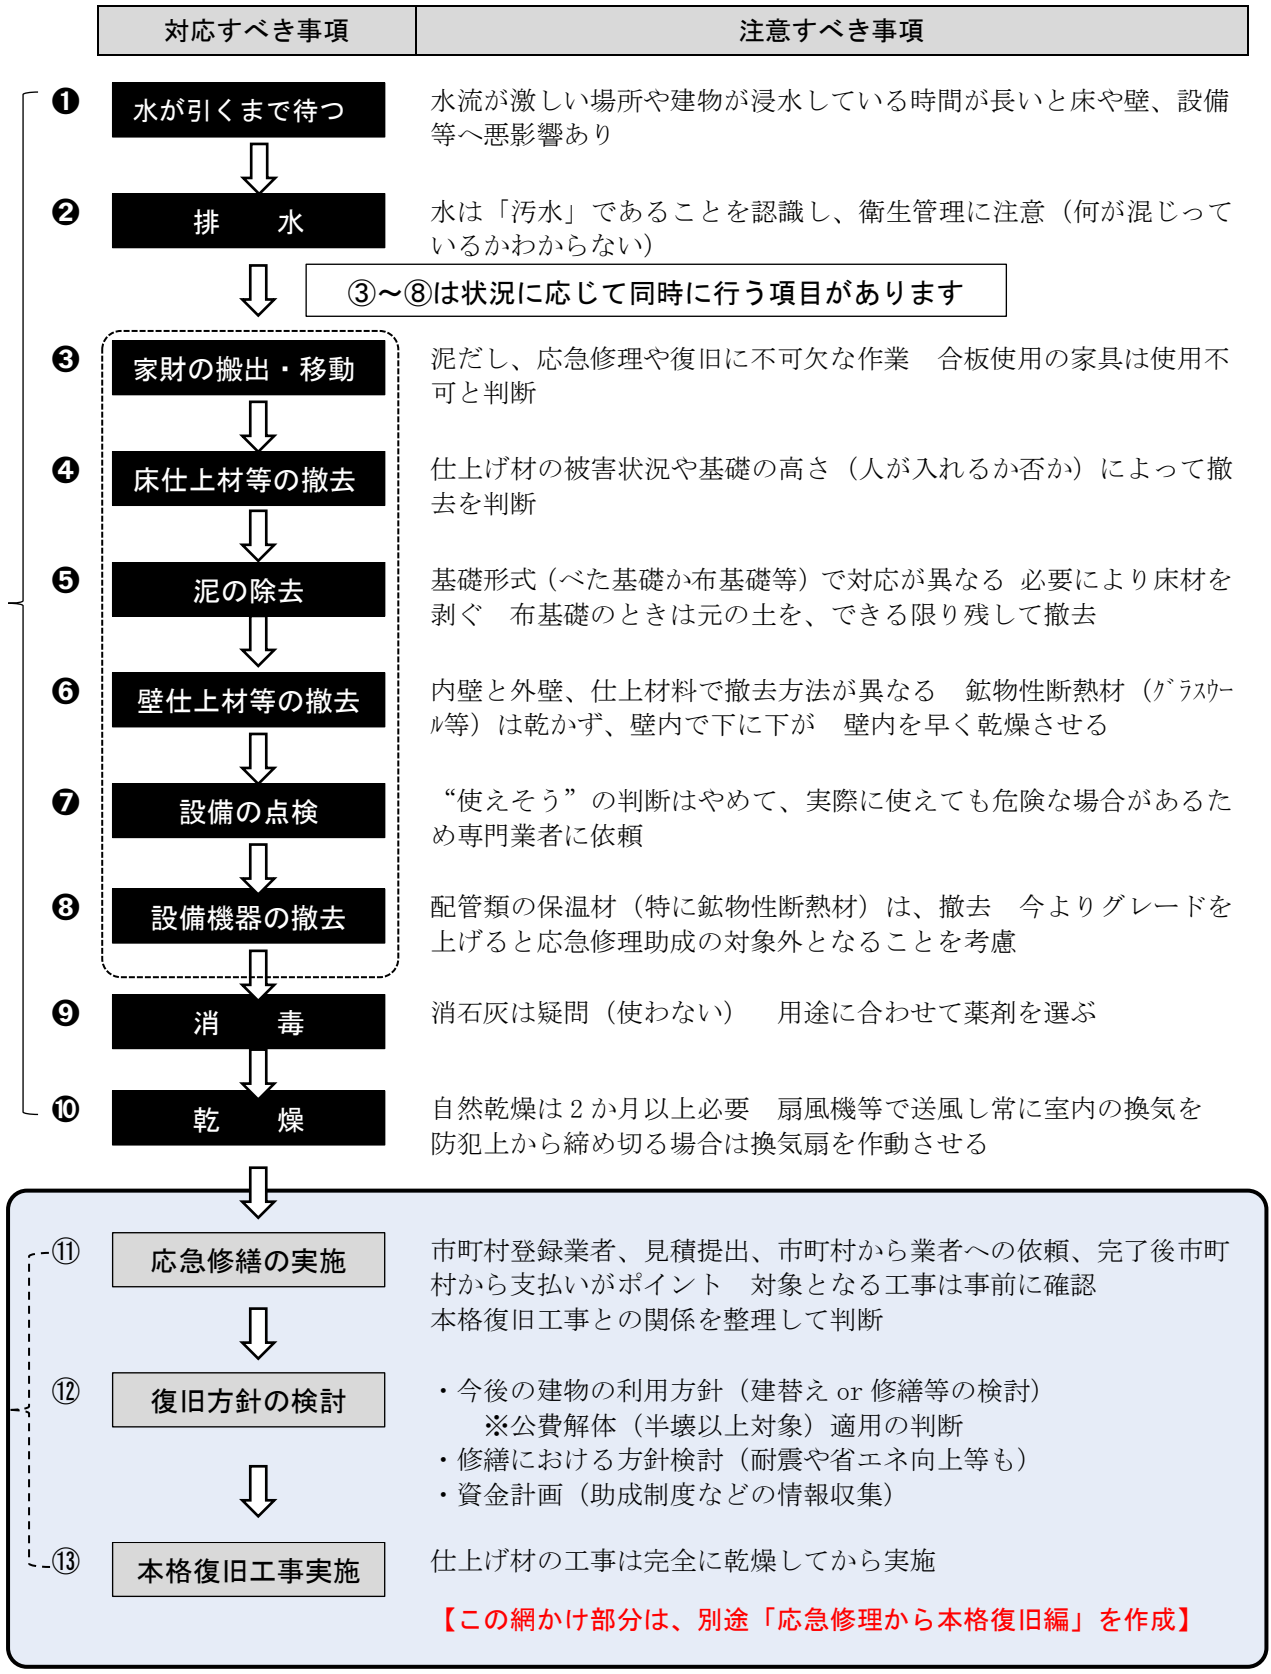 対応すべき事項 注意すべき事項
❶ 水が引くまで待つ 水流が激しい場所や建物が浸水している時間が長いと床や壁、設備
等へ悪影響あり
❷ 排　水 水は「汚水」であることを認識し、衛生管理に注意（何が混じって
いるかわからない）
③～⑧は状況に応じて同時に行う項目があります
❸ 家財の搬出・移動 泥だし、応急修理や復旧に不可欠な作業　合板使用の家具は使用不
可と判断
❹ 床仕上材等の撤去 仕上げ材の被害状況や基礎の高さ（人が入れるか否か）によって撤
去を判断
❺ 泥の除去 基礎形式（べた基礎か布基礎等）で対応が異なる 必要により床材を
剥ぐ　布基礎のときは元の土を、できる限り残して撤去
❻ 壁仕上材等の撤去 内壁と外壁、仕上材料で撤去方法が異なる　鉱物性断熱材（ｸﾞﾗｽｳｰ
ﾙ等）は乾かず、壁内で下に下が　壁内を早く乾燥させる
❼ 設備の点検 “使えそう”の判断はやめて、実際に使えても危険な場合があるた
め専門業者に依頼
❽ 設備機器の撤去 配管類の保温材（特に鉱物性断熱材）は、撤去　今よりグレードを
上げると応急修理助成の対象外となることを考慮
❾ 消　毒 消石灰は疑問（使わない）　用途に合わせて薬剤を選ぶ
❿ 乾　燥 自然乾燥は２か月以上必要　扇風機等で送風し常に室内の換気を
防犯上から締め切る場合は換気扇を作動させる
⑪ 応急修繕の実施 市町村登録業者、見積提出、市町村から業者への依頼、完了後市町
村から支払いがポイント　対象となる工事は事前に確認
本格復旧工事との関係を整理して判断
⑫ 復旧方針の検討 ・今後の建物の利用方針（建替え or 修繕等の検討）
※公費解体（半壊以上対象）適用の判断
・修繕における方針検討（耐震や省エネ向上等も）
・資金計画（助成制度などの情報収集）
⑬ 本格復旧工事実施 仕上げ材の工事は完全に乾燥してから実施
【この網かけ部分は、別途「応急修理から本格復旧編」を作成】